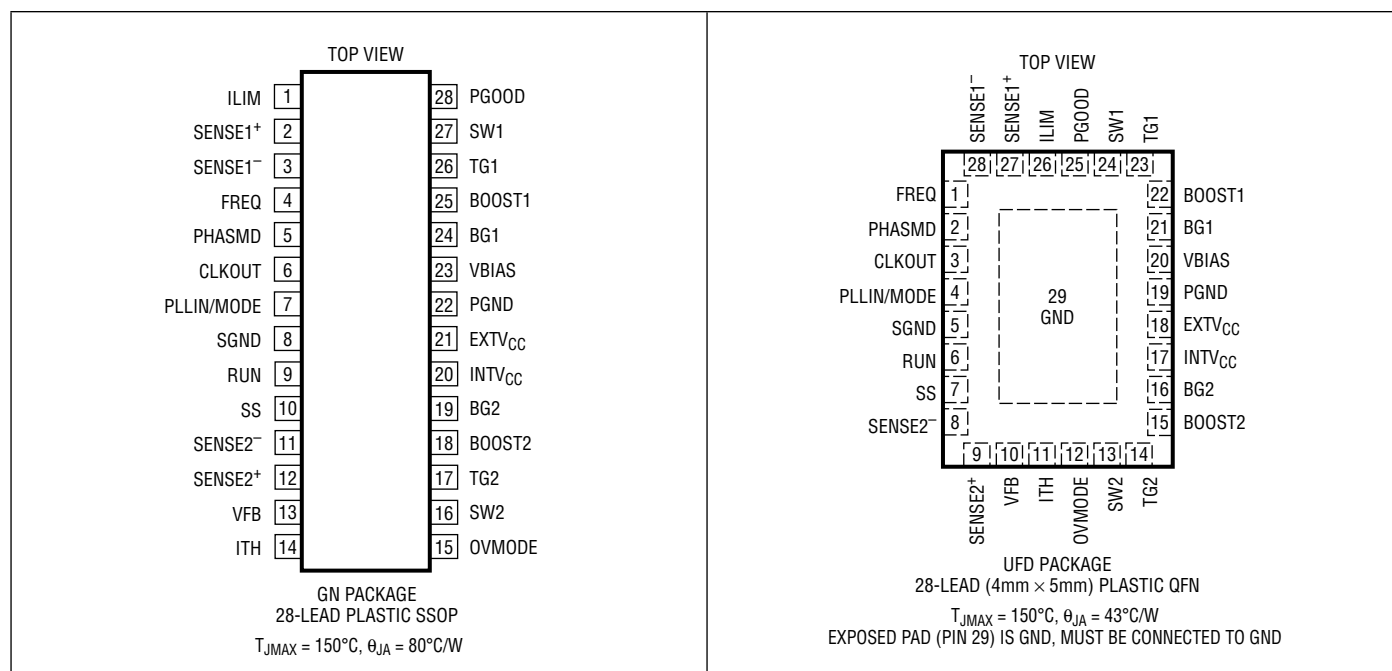 TOP VIEW
ILIM 1
SENSE1+ 2
SENSE1− 3
FREQ 4
PHASMD 5
CLKOUT 6
PLLIN/MODE 7
SGND 8
RUN 9
SS 10
SENSE2− 11
SENSE2+ 12
VFB 13
ITH 14
28 PGOOD
27 SW1
26 TG1
25 BOOST1
24 BG1
23 VBIAS
22 PGND
21 EXTVCC
20 INTVCC
19 BG2
18 BOOST2
17 TG2
16 SW2
15 OVMODE
GN PACKAGE
28-LEAD PLASTIC SSOP
TJMAX = 150°C, θJA = 80°C/W
TOP VIEW
SENSE1−
SENSE1+
ILIM
PGOOD
SW1
TG1
28 27 26 25 24 23
FREQ 1
PHASMD 2
CLKOUT 3
PLLIN/MODE 4
SGND 5
RUN 6
SS 7
SENSE2− 8
29
GND
22 BOOST1
21 BG1
20 VBIAS
19 PGND
18 EXTVCC
17 INTVCC
16 BG2
15 BOOST2
9 10 11 12 13 14
SENSE2+
VFB
ITH
OVMODE
SW2
TG2
UFD PACKAGE
28-LEAD (4mm × 5mm) PLASTIC QFN
TJMAX = 150°C, θJA = 43°C/W
EXPOSED PAD (PIN 29) IS GND, MUST BE CONNECTED TO GND